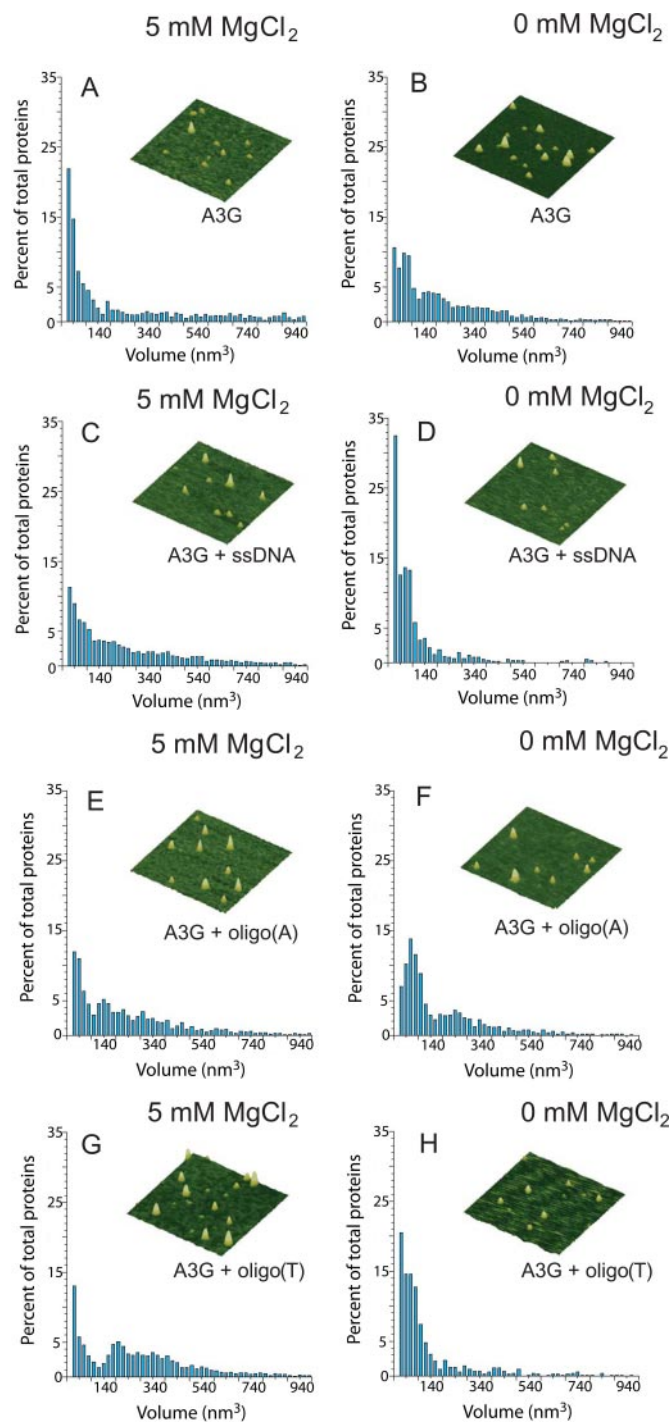 5 mM MgCl₂ 0 mM MgCl₂
A B
Percent of total proteins Percent of total proteins
35 35
25 25
15 15
5 5
0 0
A3G A3G
140 340 540 740 940 140 340 540 740 940
Volume (nm³) Volume (nm³)
5 mM MgCl₂ 0 mM MgCl₂
C D
Percent of total proteins Percent of total proteins
35 35
25 25
15 15
5 5
0 0
A3G + ssDNA A3G + ssDNA
140 340 540 740 940 140 340 540 740 940
Volume (nm³) Volume (nm³)
5 mM MgCl₂ 0 mM MgCl₂
E F
Percent of total proteins Percent of total proteins
35 35
25 25
15 15
5 5
0 0
A3G + oligo(A) A3G + oligo(A)
140 340 540 740 940 140 340 540 740 940
Volume (nm³) Volume (nm³)
5 mM MgCl₂ 0 mM MgCl₂
G H
Percent of total proteins Percent of total proteins
35 35
25 25
15 15
5 5
0 0
A3G + oligo(T) A3G + oligo(T)
140 340 540 740 940 140 340 540 740 940
Volume (nm³) Volume (nm³)